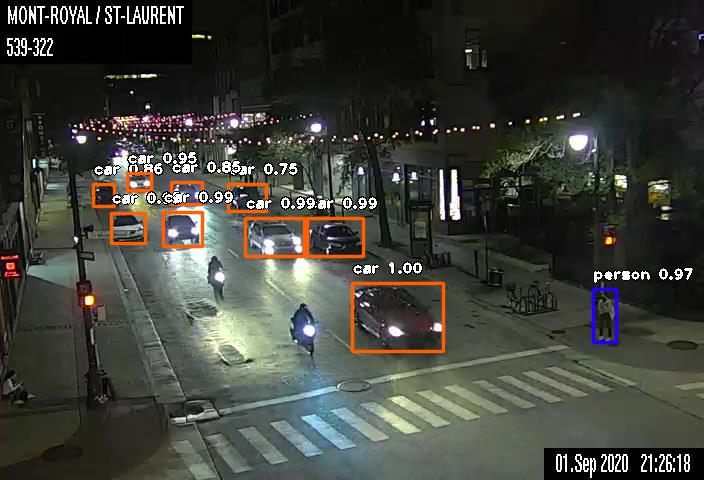 MONT-ROYAL / ST-LAURENT
539-322
car 0.95
car 0.86
car 0.85
ar 0.75
car 0.
0.99
car 0.99
ar 0.99
car 1.00
person 0.97
01.Sep 2020 21:26:18